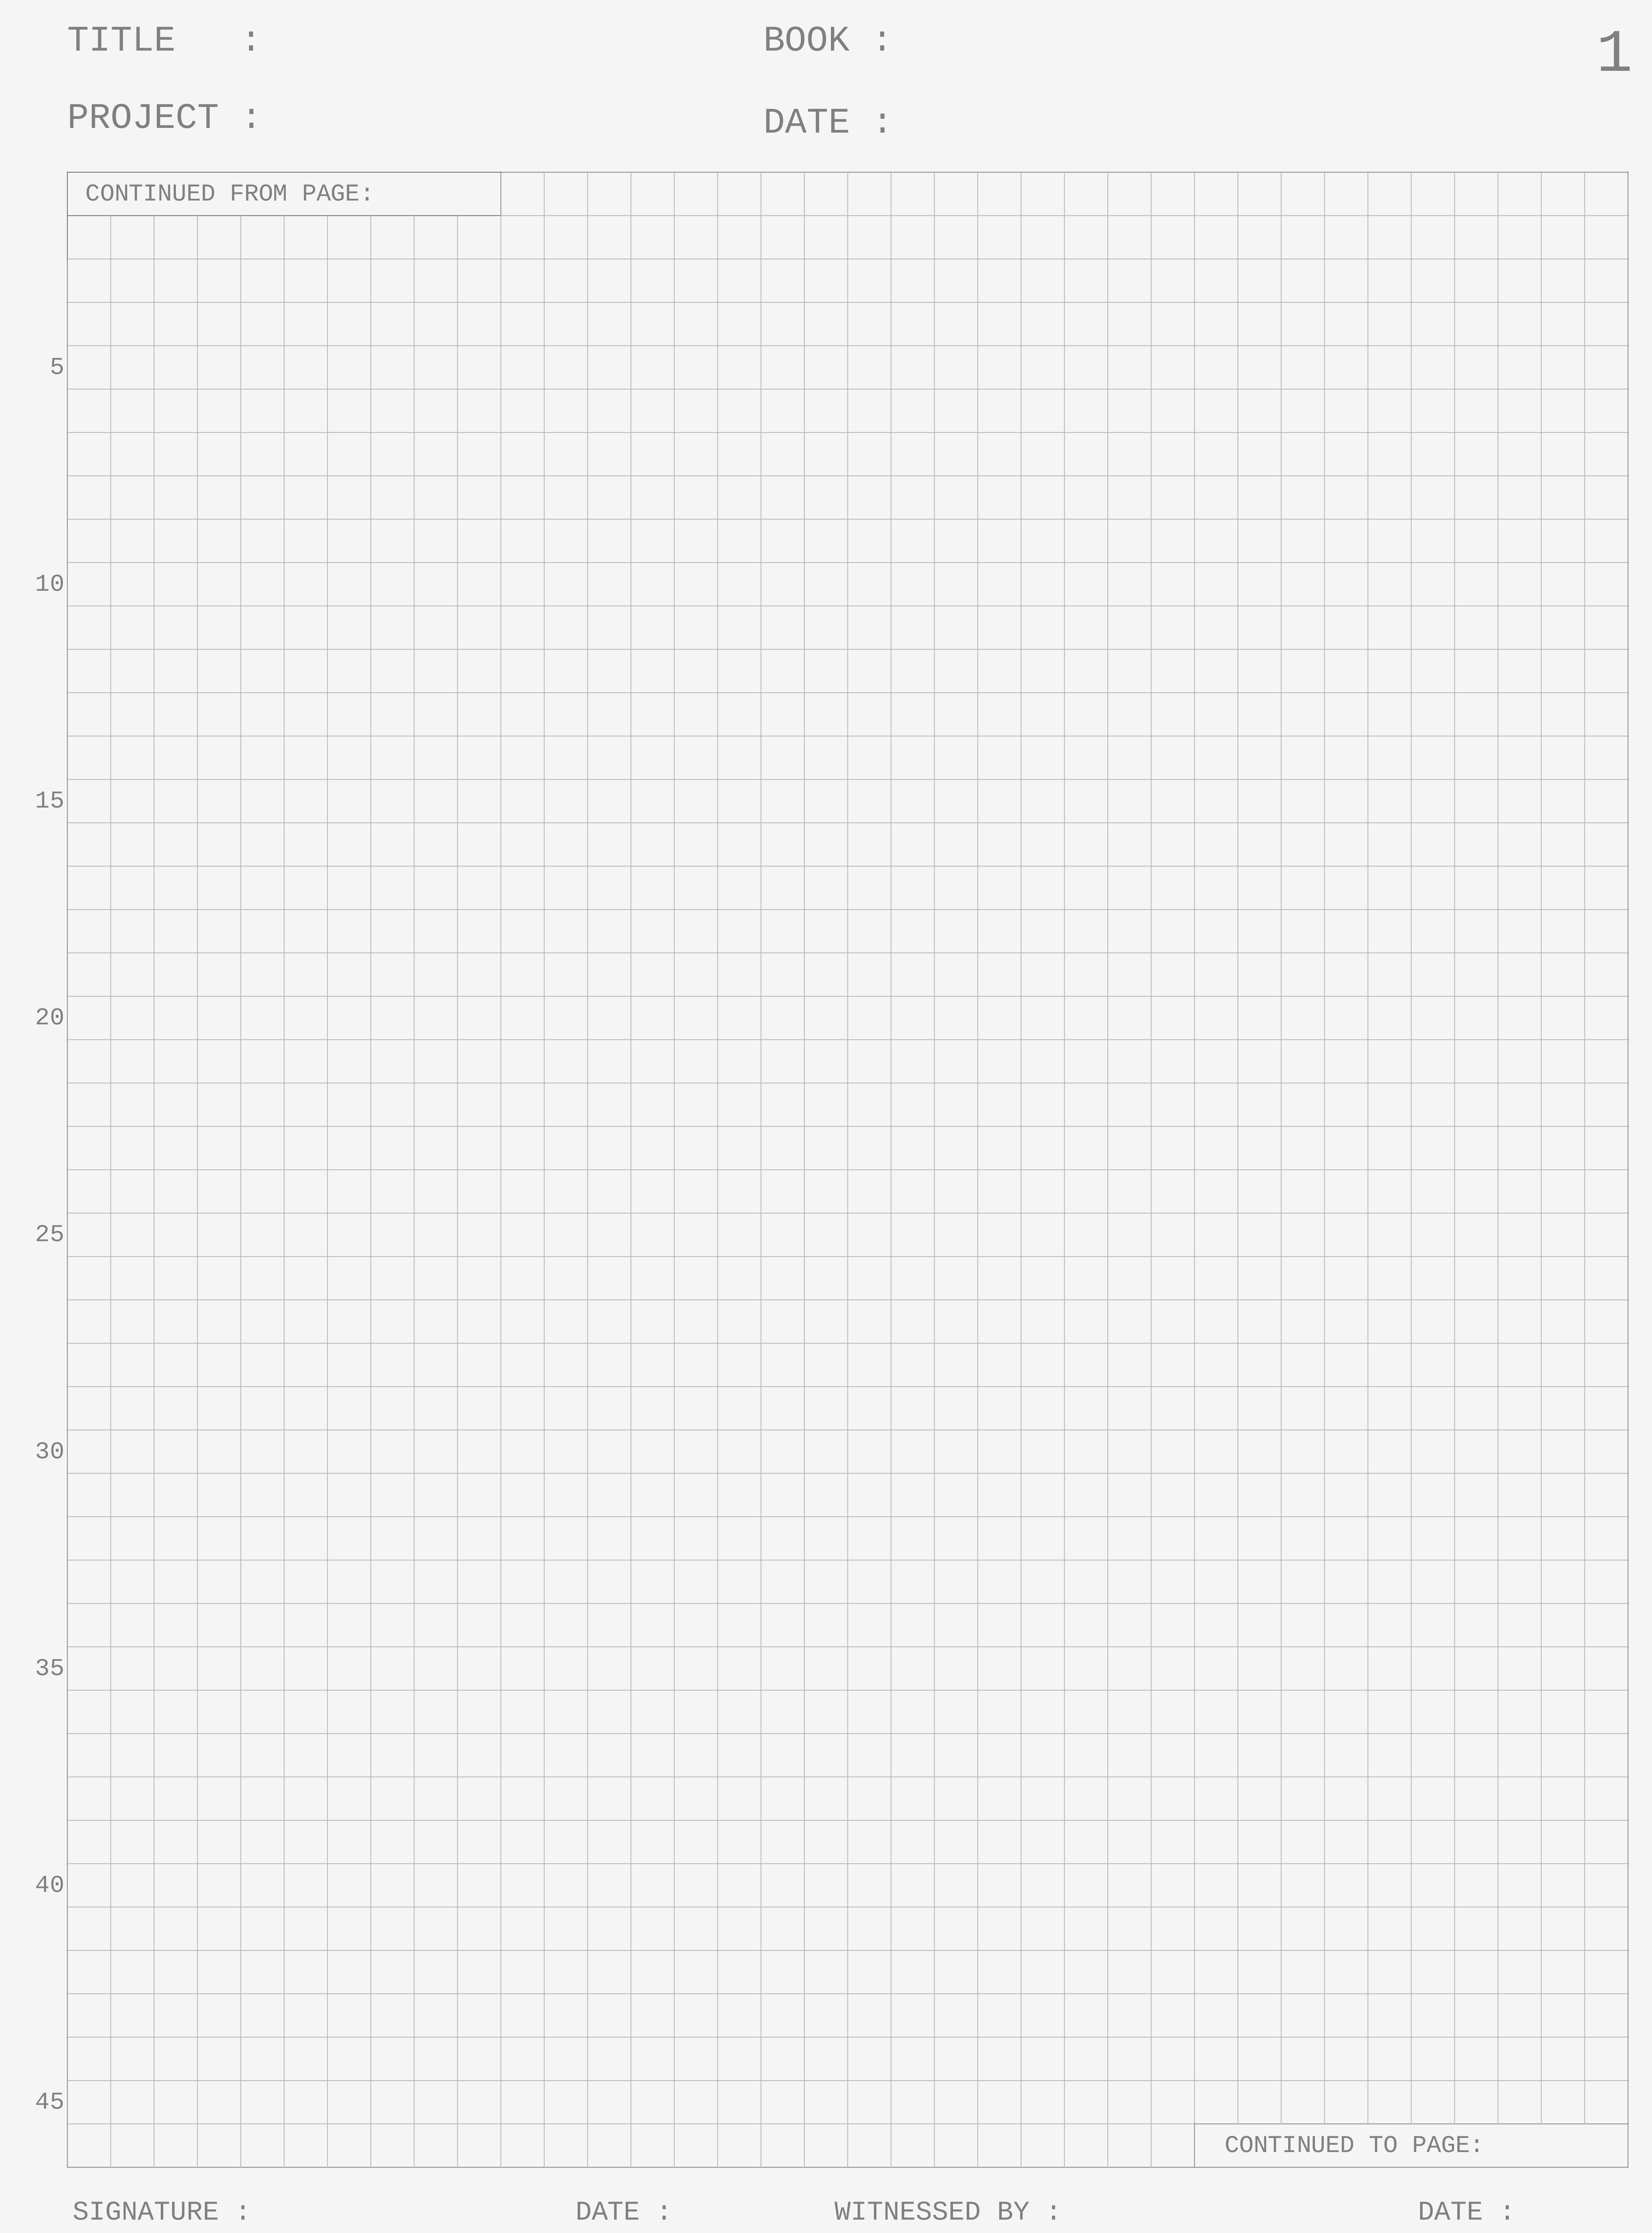 TITLE   : BOOK : 1
PROJECT : DATE :
CONTINUED FROM PAGE:
5
10
15
20
25
30
35
40
45
CONTINUED TO PAGE:
SIGNATURE : DATE : WITNESSED BY : DATE :